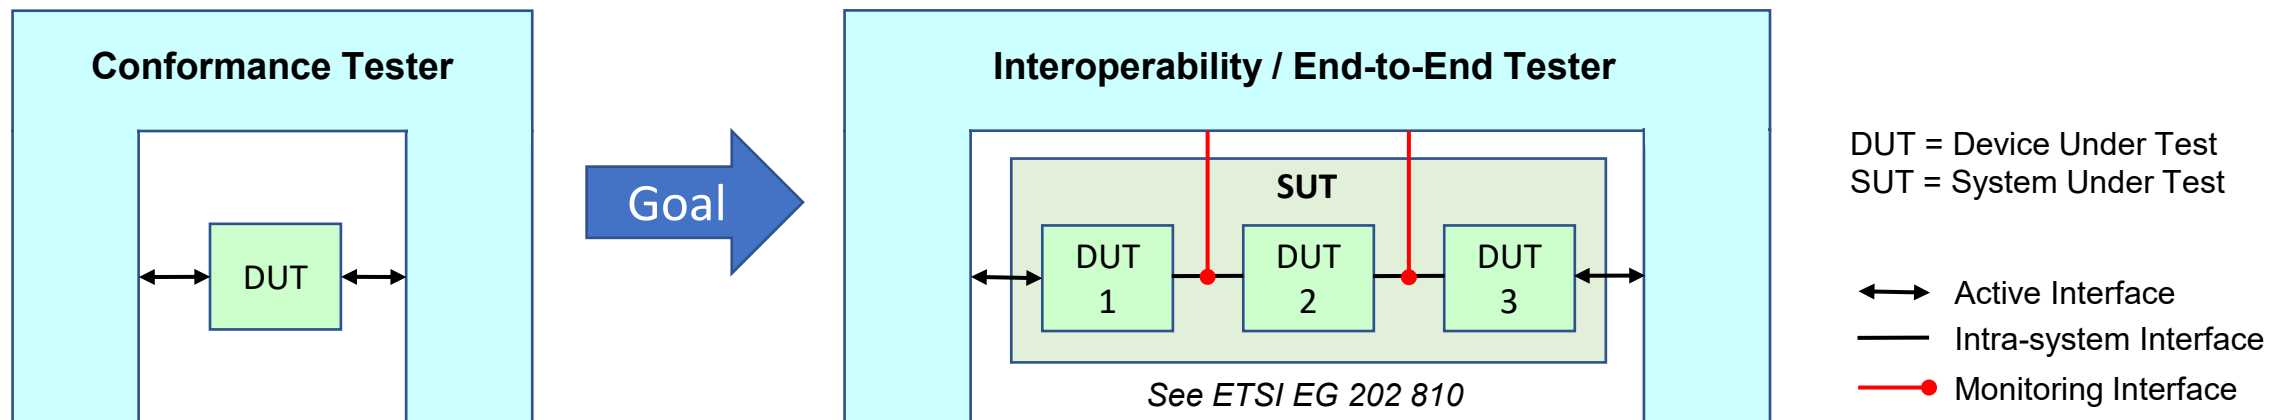 Conformance Tester
DUT
Goal
Interoperability / End-to-End Tester
SUT
DUT
1
DUT
2
DUT
3
See ETSI EG 202 810
DUT = Device Under Test
SUT = System Under Test
Active Interface
Intra-system Interface
Monitoring Interface